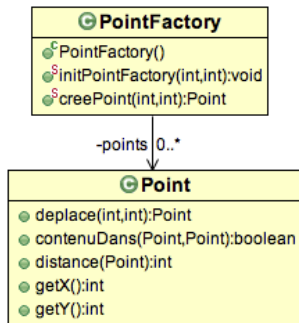 PointFactory
PointFactory()
initPointFactory(int,int):void
creePoint(int,int):Point
-points 0..*
Point
deplace(int,int):Point
contenuDans(Point,Point):boolean
distance(Point):int
getX():int
getY():int